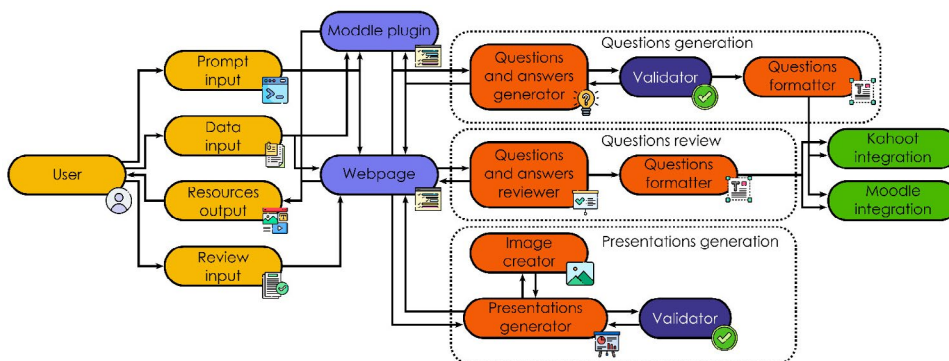 Moddle plugin
Questions generation
Prompt
input
Questions
and answers
generator
Validator
Questions
formatter
Data
input
Questions review
Kahoot
integration
User
Webpage
Questions
and answers
reviewer
Questions
formatter
Resources
output
Moodle
integration
Review
input
Image
creator
Presentations generation
Presentations
generator
Validator